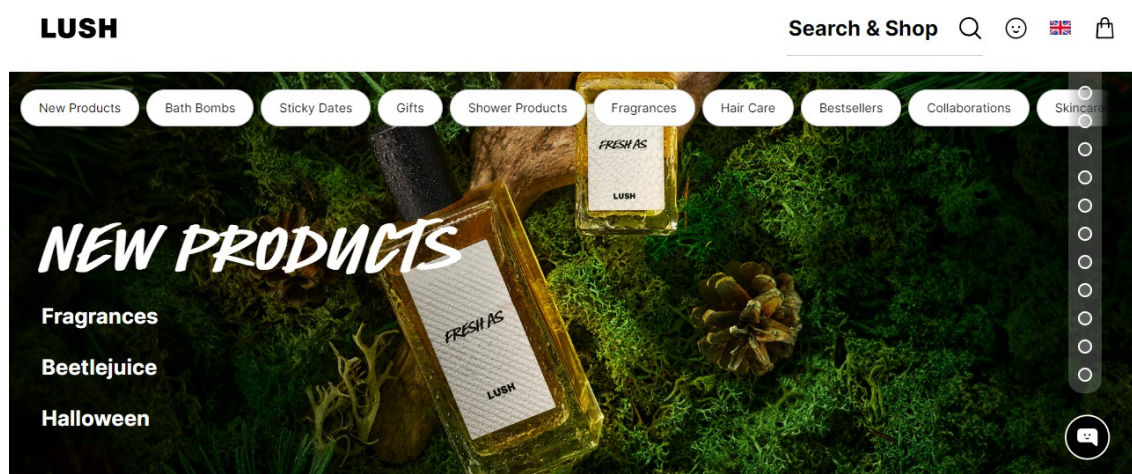 LUSH
Search & Shop
New Products
Bath Bombs
Sticky Dates
Gifts
Shower Products
Fragrances
Hair Care
Bestsellers
Collaborations
Skincare
FRESH AS
LUSH
NEW PRODUCTS
Fragrances
Beetlejuice
Halloween
FRESH AS
LUSH